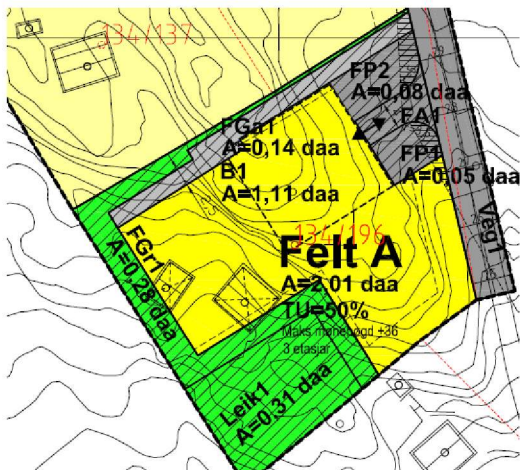 134/137
FP2
A=0,08 daa
FA1
FP1
A=0,05 daa
FGa1
A=0,14 daa
B1
A=1,11 daa
Veg1
134/196
Felt A
A=2,01 daa
TU=50%
Maks mønehøgd +36
3 etasjar
FGr1
A=0,28 daa
Leik1
A=0,31 daa